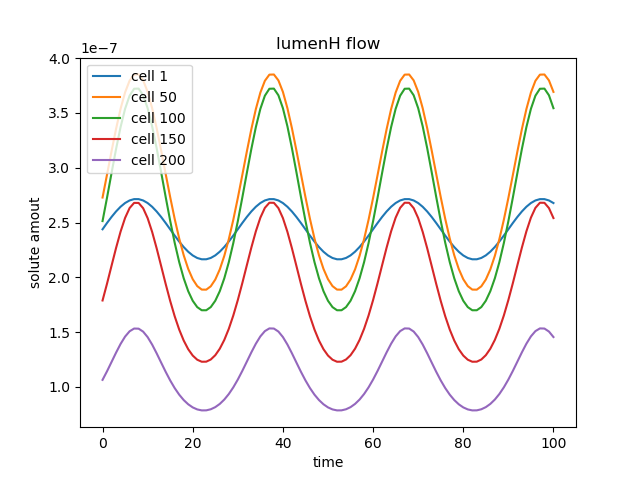 lumenH flow
1e−7
4.0
3.5
3.0
2.5
2.0
1.5
1.0
solute amout
cell 1
cell 50
cell 100
cell 150
cell 200
0
20
40
60
80
100
time